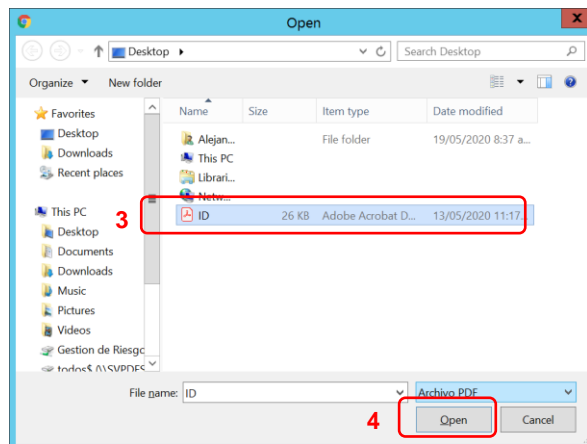 Open
x
Desktop
Search Desktop
Organize New folder
Name Size Item type Date modified
Favorites
Desktop
Downloads
Recent places
This PC
Desktop
Documents
Downloads
Music
Pictures
Videos
Gestion de Riesgo
todos$ (\\SVPDFS
Alejan... File folder 19/05/2020 8:37 a...
This PC
Librari...
Netw...
3
ID 26 KB Adobe Acrobat D... 13/05/2020 11:17...
File name: ID Archivo PDF
4
Open Cancel